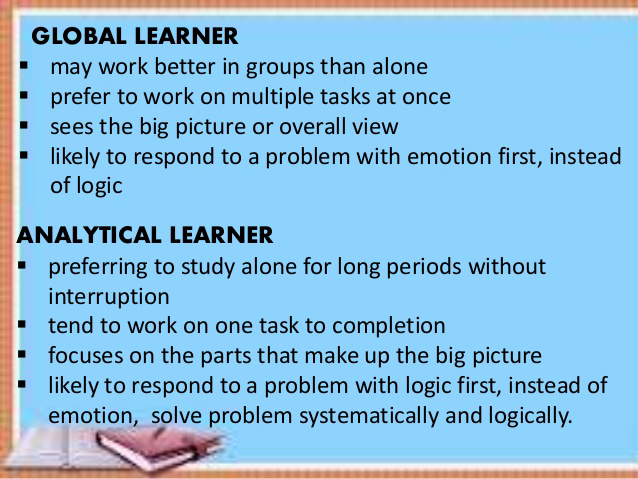 GLOBAL LEARNER
▪ may work better in groups than alone
▪ prefer to work on multiple tasks at once
▪ sees the big picture or overall view
▪ likely to respond to a problem with emotion first, instead
of logic
ANALYTICAL LEARNER
▪ preferring to study alone for long periods without
interruption
▪ tend to work on one task to completion
▪ focuses on the parts that make up the big picture
▪ likely to respond to a problem with logic first, instead of
emotion, solve problem systematically and logically.